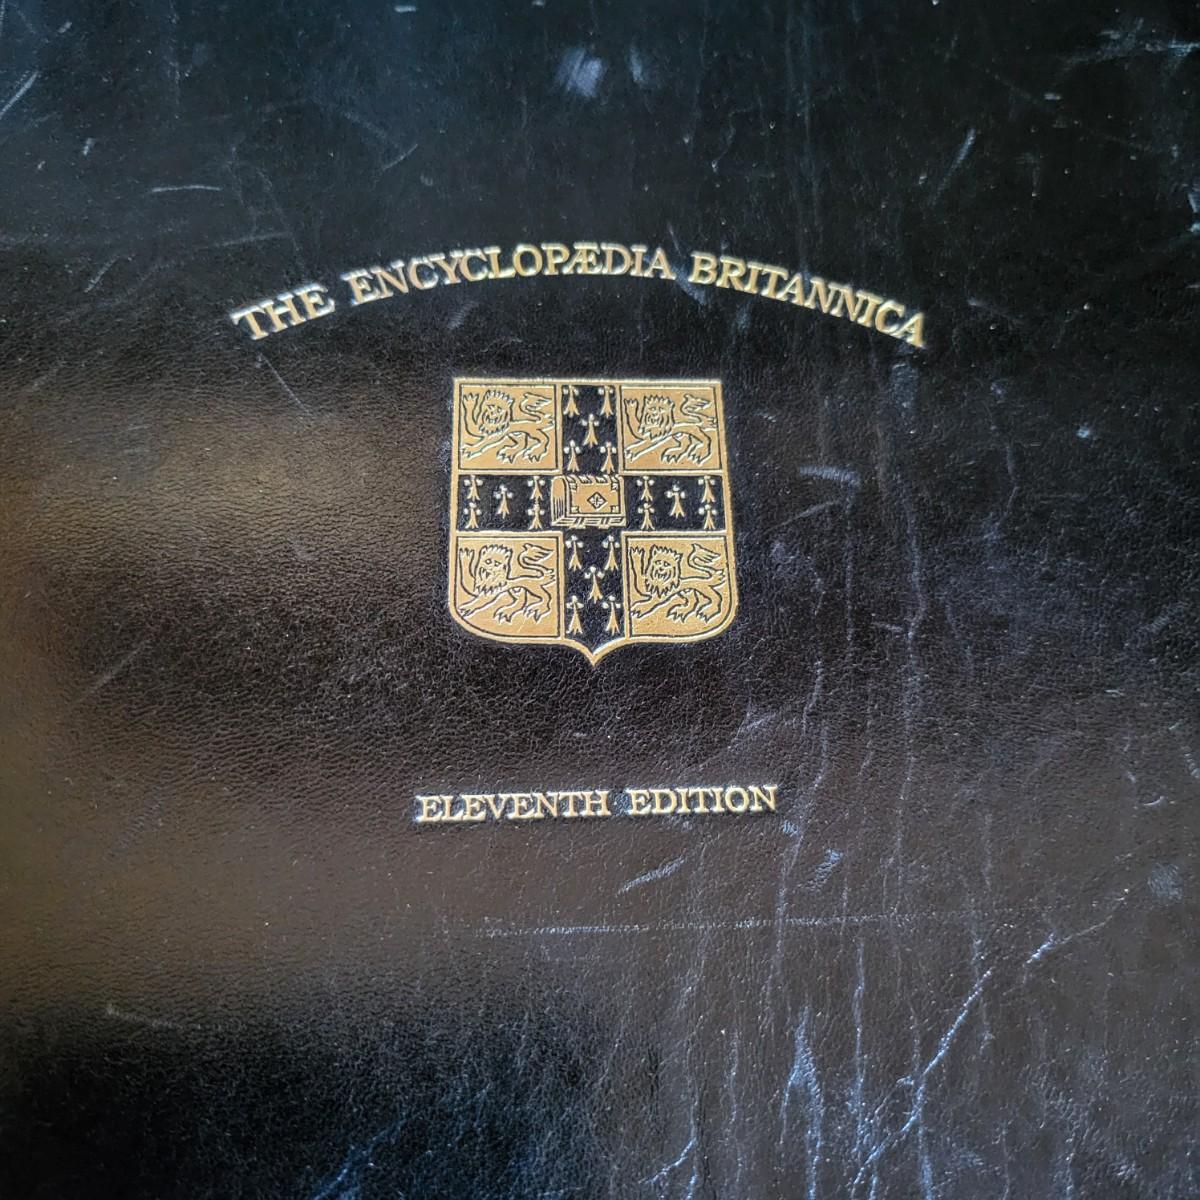 THE ENCYCLOPÆDIA BRITANNICA
ELEVENTH EDITION